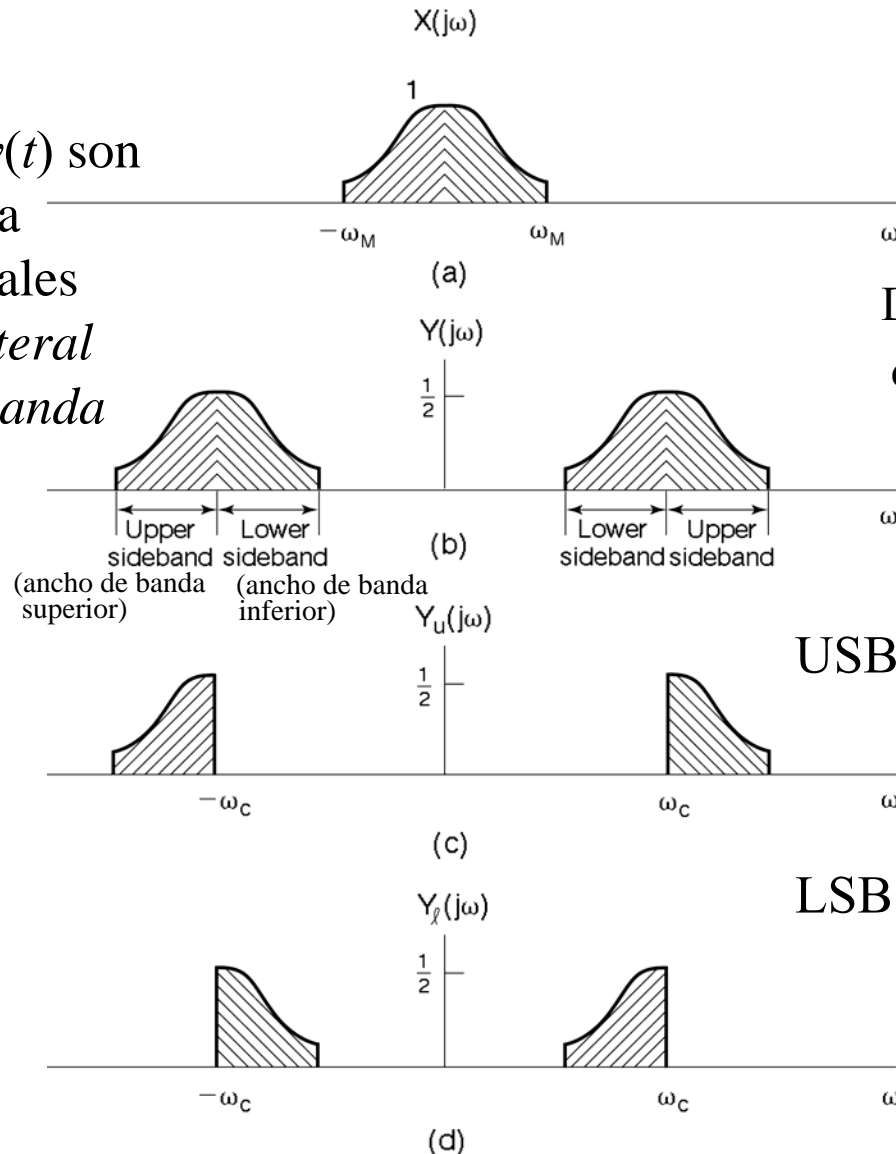 X(jω)
1
(t) son
a
ales
teral
anda
−ω_M
ω_M
ω
(a)
Y(jω)
1/2
ω
Upper sideband
Lower sideband
(b)
Lower sideband
Upper sideband
(ancho de banda superior)
(ancho de banda inferior)
Y_u(jω)
1/2
USB
−ω_c
ω_c
ω
(c)
Y_ℓ(jω)
1/2
LSB
−ω_c
ω_c
ω
(d)